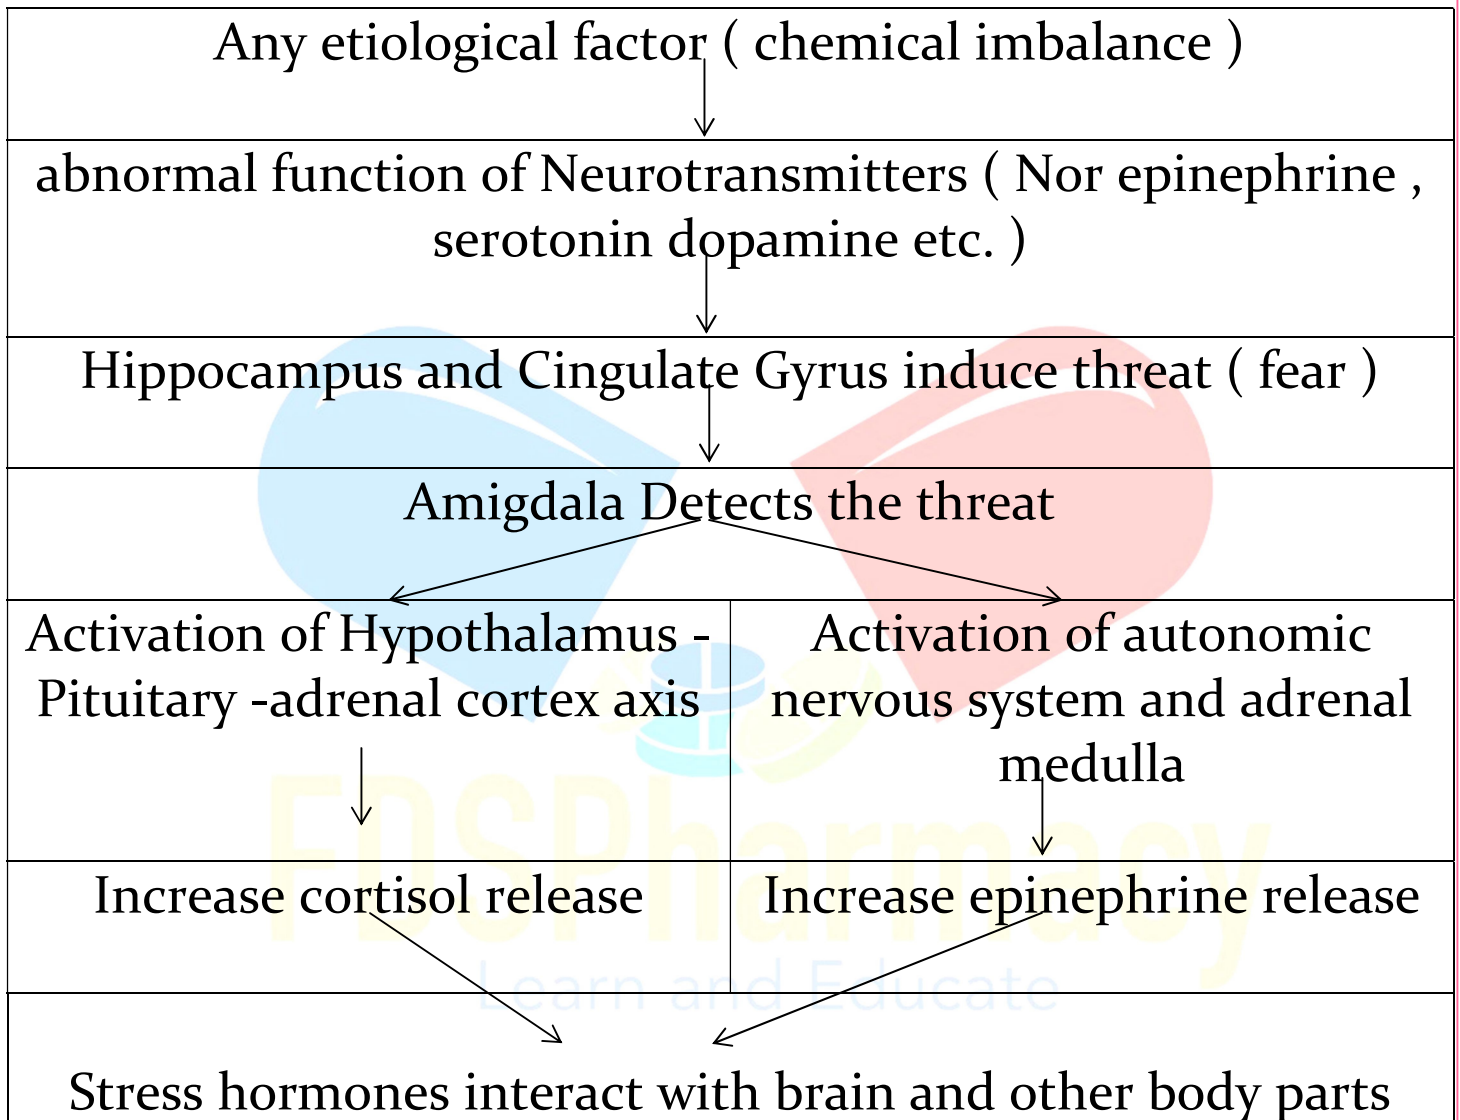 Any etiological factor ( chemical imbalance )
abnormal function of Neurotransmitters ( Nor epinephrine ,
serotonin dopamine etc. )
Hippocampus and Cingulate Gyrus induce threat ( fear )
Amigdala Detects the threat
Activation of Hypothalamus -
Pituitary -adrenal cortex axis
Activation of autonomic
nervous system and adrenal
medulla
Increase cortisol release
Increase epinephrine release
FDSPharmacy
Learn and Educate
Stress hormones interact with brain and other body parts